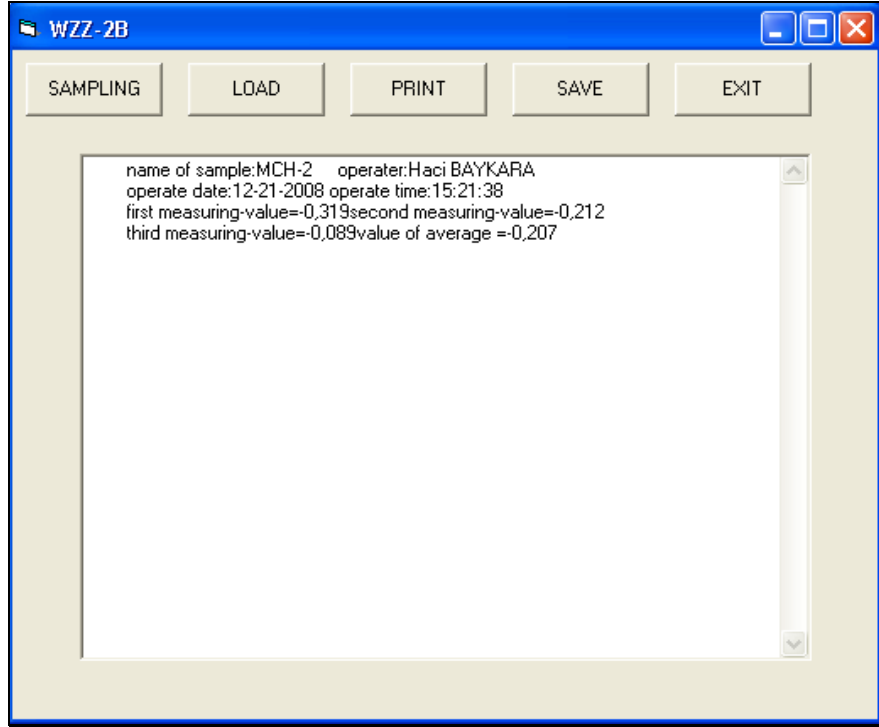 WZZ-2B
SAMPLING LOAD PRINT SAVE EXIT
name of sample:MCH-2 operater:Haci BAYKARA
operate date:12-21-2008 operate time:15:21:38
first measuring-value=-0,319second measuring-value=-0,212
third measuring-value=-0,089value of average =-0,207